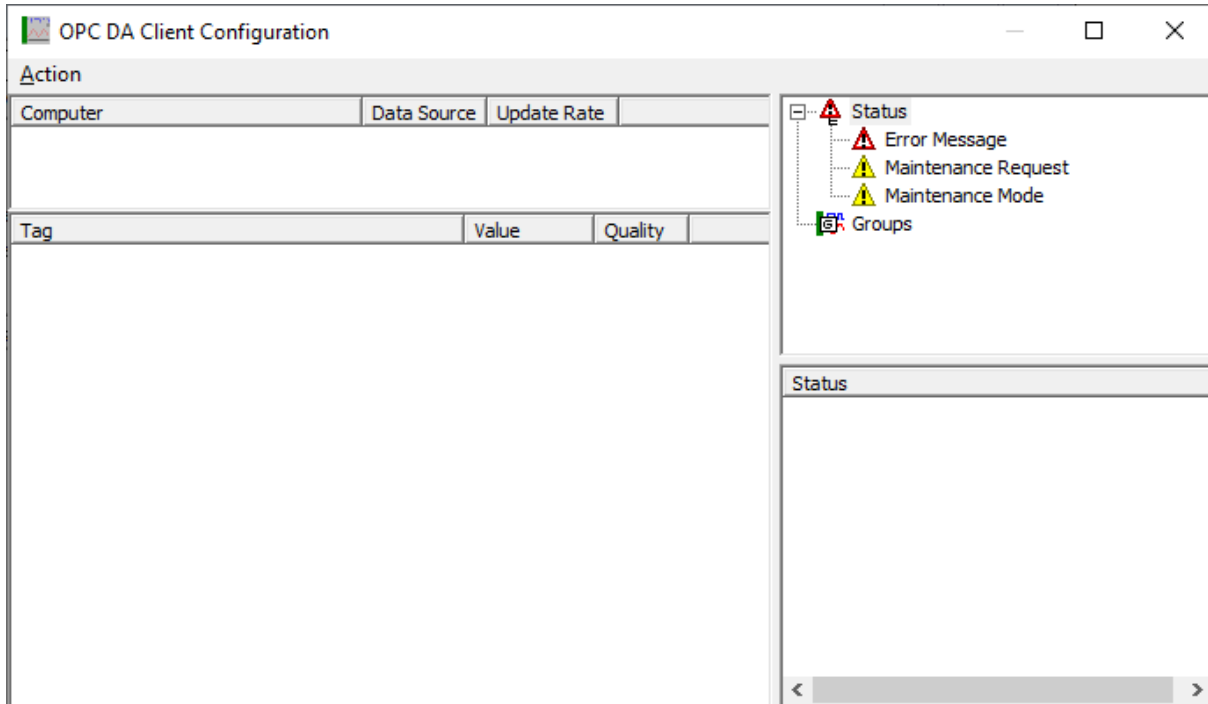 OPC DA Client Configuration
Action
Computer Data Source Update Rate
Tag Value Quality
Status
Error Message
Maintenance Request
Maintenance Mode
Groups
Status